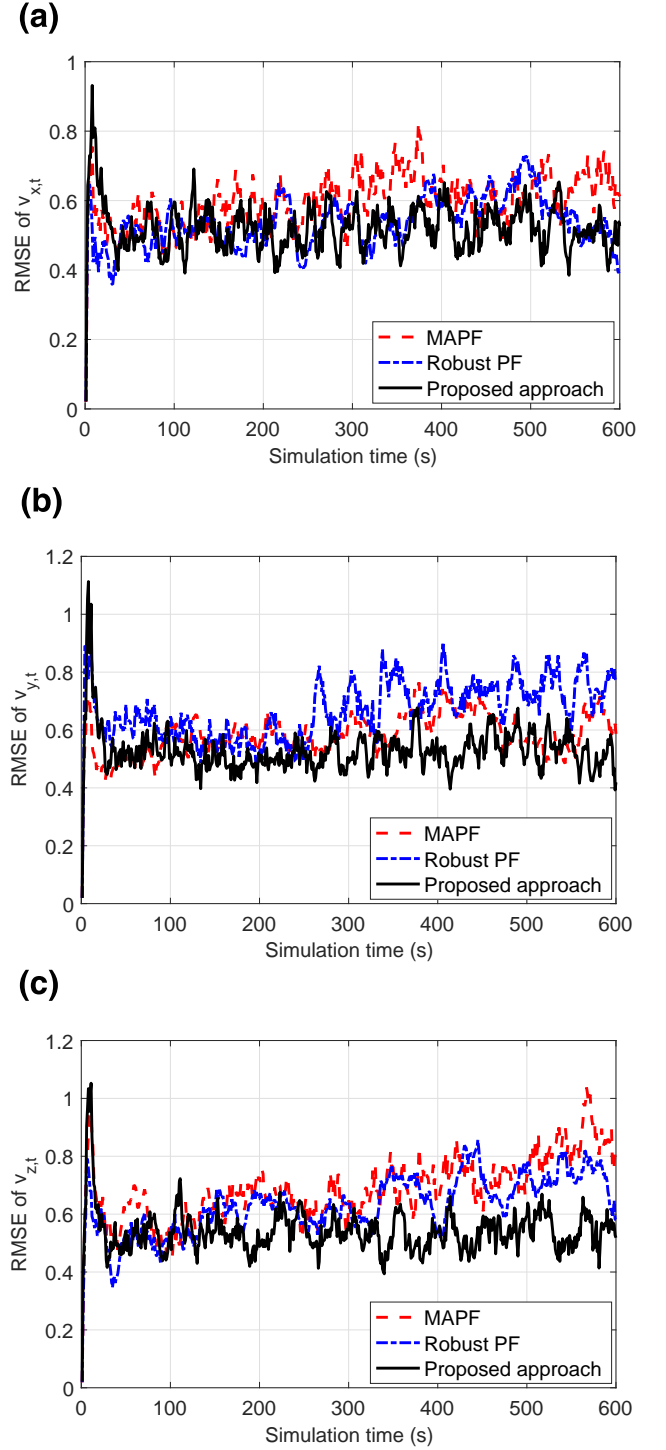 (a)
1
0.8
0.6
0.4
0.2
0
RMSE of v_{x,t}
MAPF
Robust PF
Proposed approach
0 100 200 300 400 500 600
Simulation time (s)
(b)
1.2
1
0.8
0.6
0.4
0.2
0
RMSE of v_{y,t}
MAPF
Robust PF
Proposed approach
0 100 200 300 400 500 600
Simulation time (s)
(c)
1.2
1
0.8
0.6
0.4
0.2
0
RMSE of v_{z,t}
MAPF
Robust PF
Proposed approach
0 100 200 300 400 500 600
Simulation time (s)